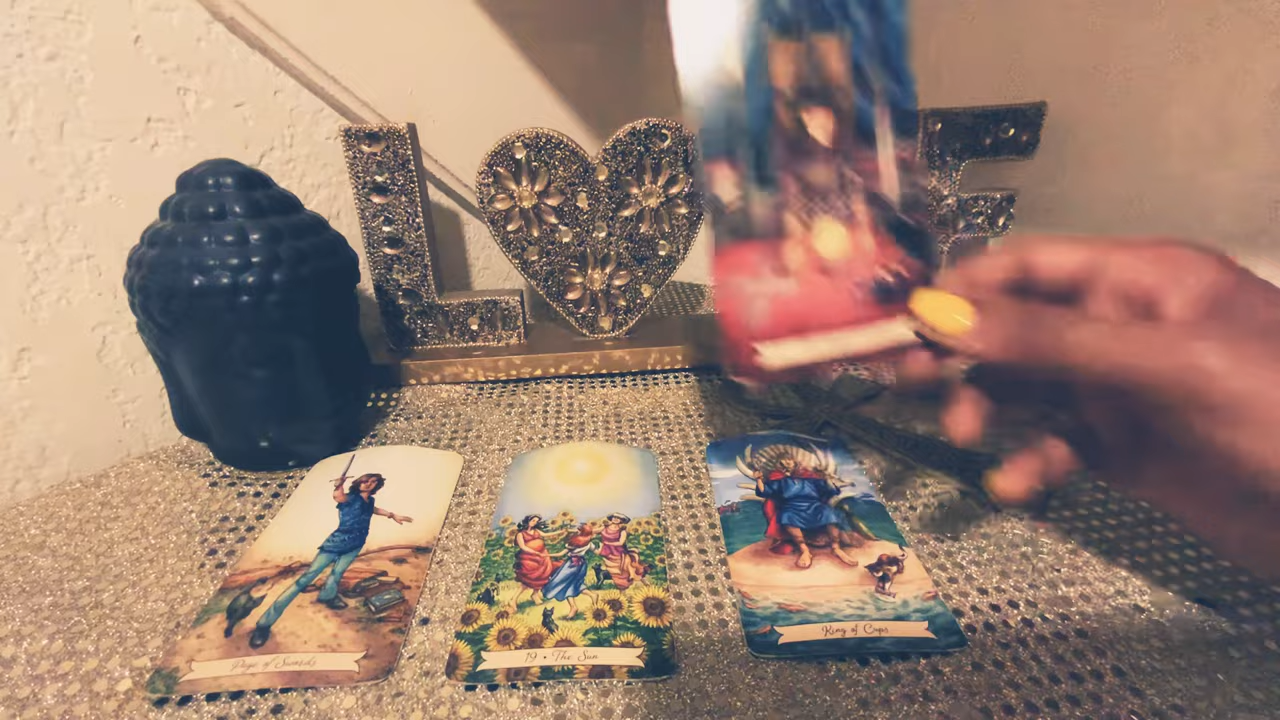 L E
Page of Swords
19 • The Sun
King of Cups